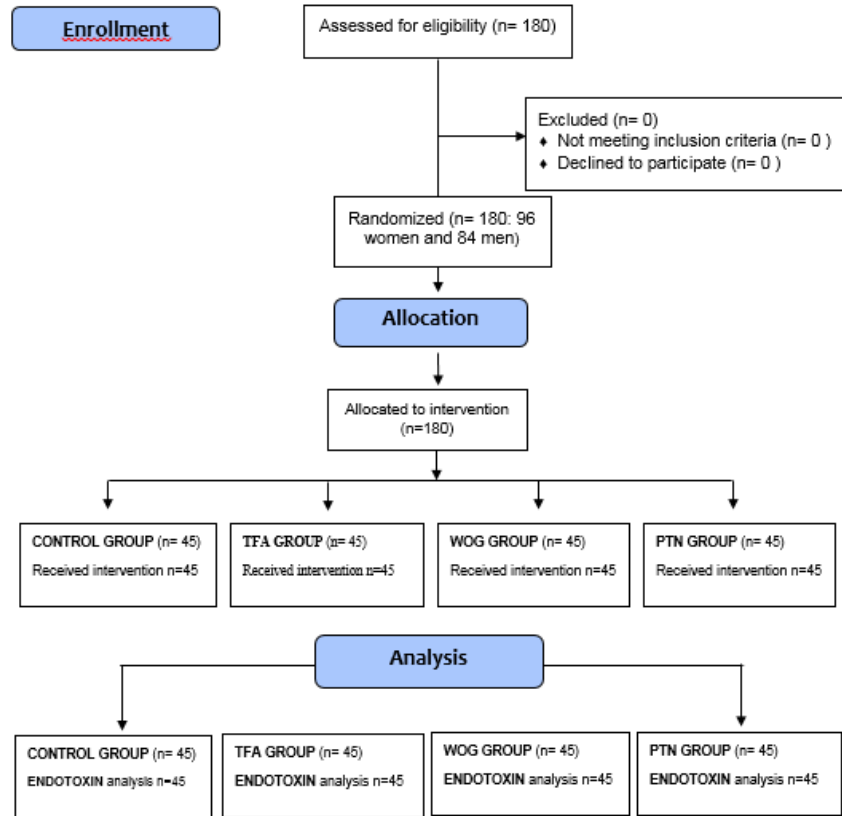 Enrollment
Assessed for eligibility (n= 180)
Excluded (n= 0)
♦ Not meeting inclusion criteria (n= 0 )
♦ Declined to participate (n= 0 )
Randomized (n= 180: 96
women and 84 men)
Allocation
Allocated to intervention
(n=180)
CONTROL GROUP (n= 45)
Received intervention n=45
TFA GROUP (n= 45)
Received intervention n=45
WOG GROUP (n= 45)
Received intervention n=45
PTN GROUP (n= 45)
Received intervention n=45
Analysis
CONTROL GROUP (n= 45)
ENDOTOXIN analysis n=45
TFA GROUP (n= 45)
ENDOTOXIN analysis n=45
WOG GROUP (n= 45)
ENDOTOXIN analysis n=45
PTN GROUP (n= 45)
ENDOTOXIN analysis n=45